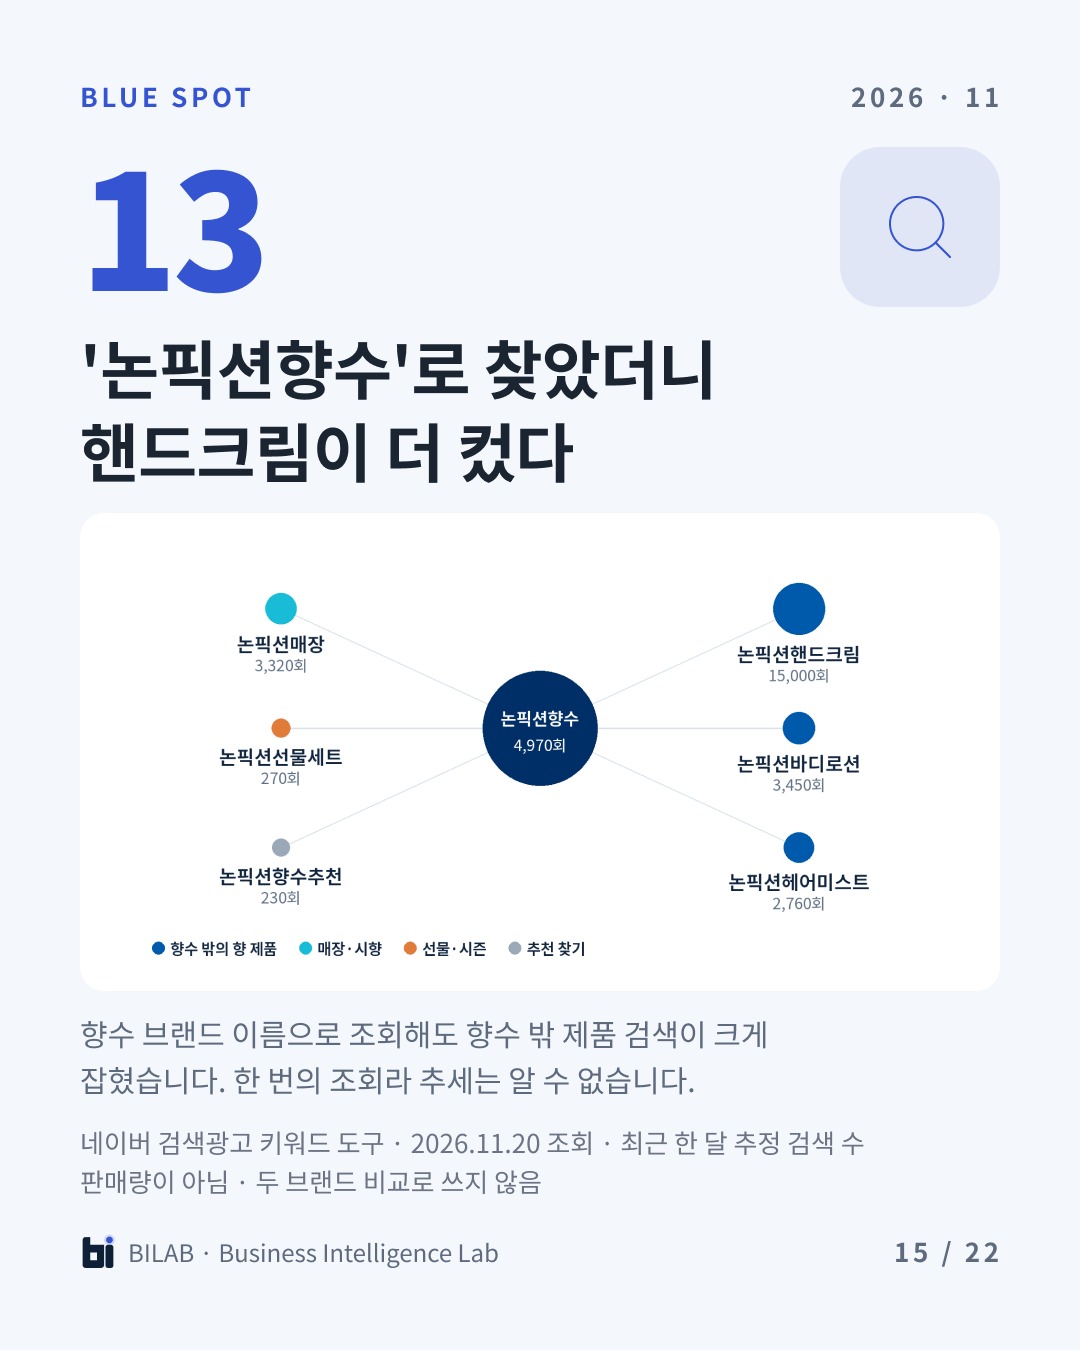 BLUE SPOT
2026 · 11
13
'논픽션향수'로 찾았더니
핸드크림이 더 컸다
논픽션매장
3,320회
논픽션핸드크림
15,000회
논픽션향수
4,970회
논픽션선물세트
270회
논픽션바디로션
3,450회
논픽션향수추천
230회
논픽션헤어미스트
2,760회
향수 밖의 향 제품
매장·시향
선물·시즌
추천 찾기
향수 브랜드 이름으로 조회해도 향수 밖 제품 검색이 크게
잡혔습니다. 한 번의 조회라 추세는 알 수 없습니다.
네이버 검색광고 키워드 도구 · 2026.11.20 조회 · 최근 한 달 추정 검색 수
판매량이 아님 · 두 브랜드 비교로 쓰지 않음
bi BILAB · Business Intelligence Lab
15 / 22